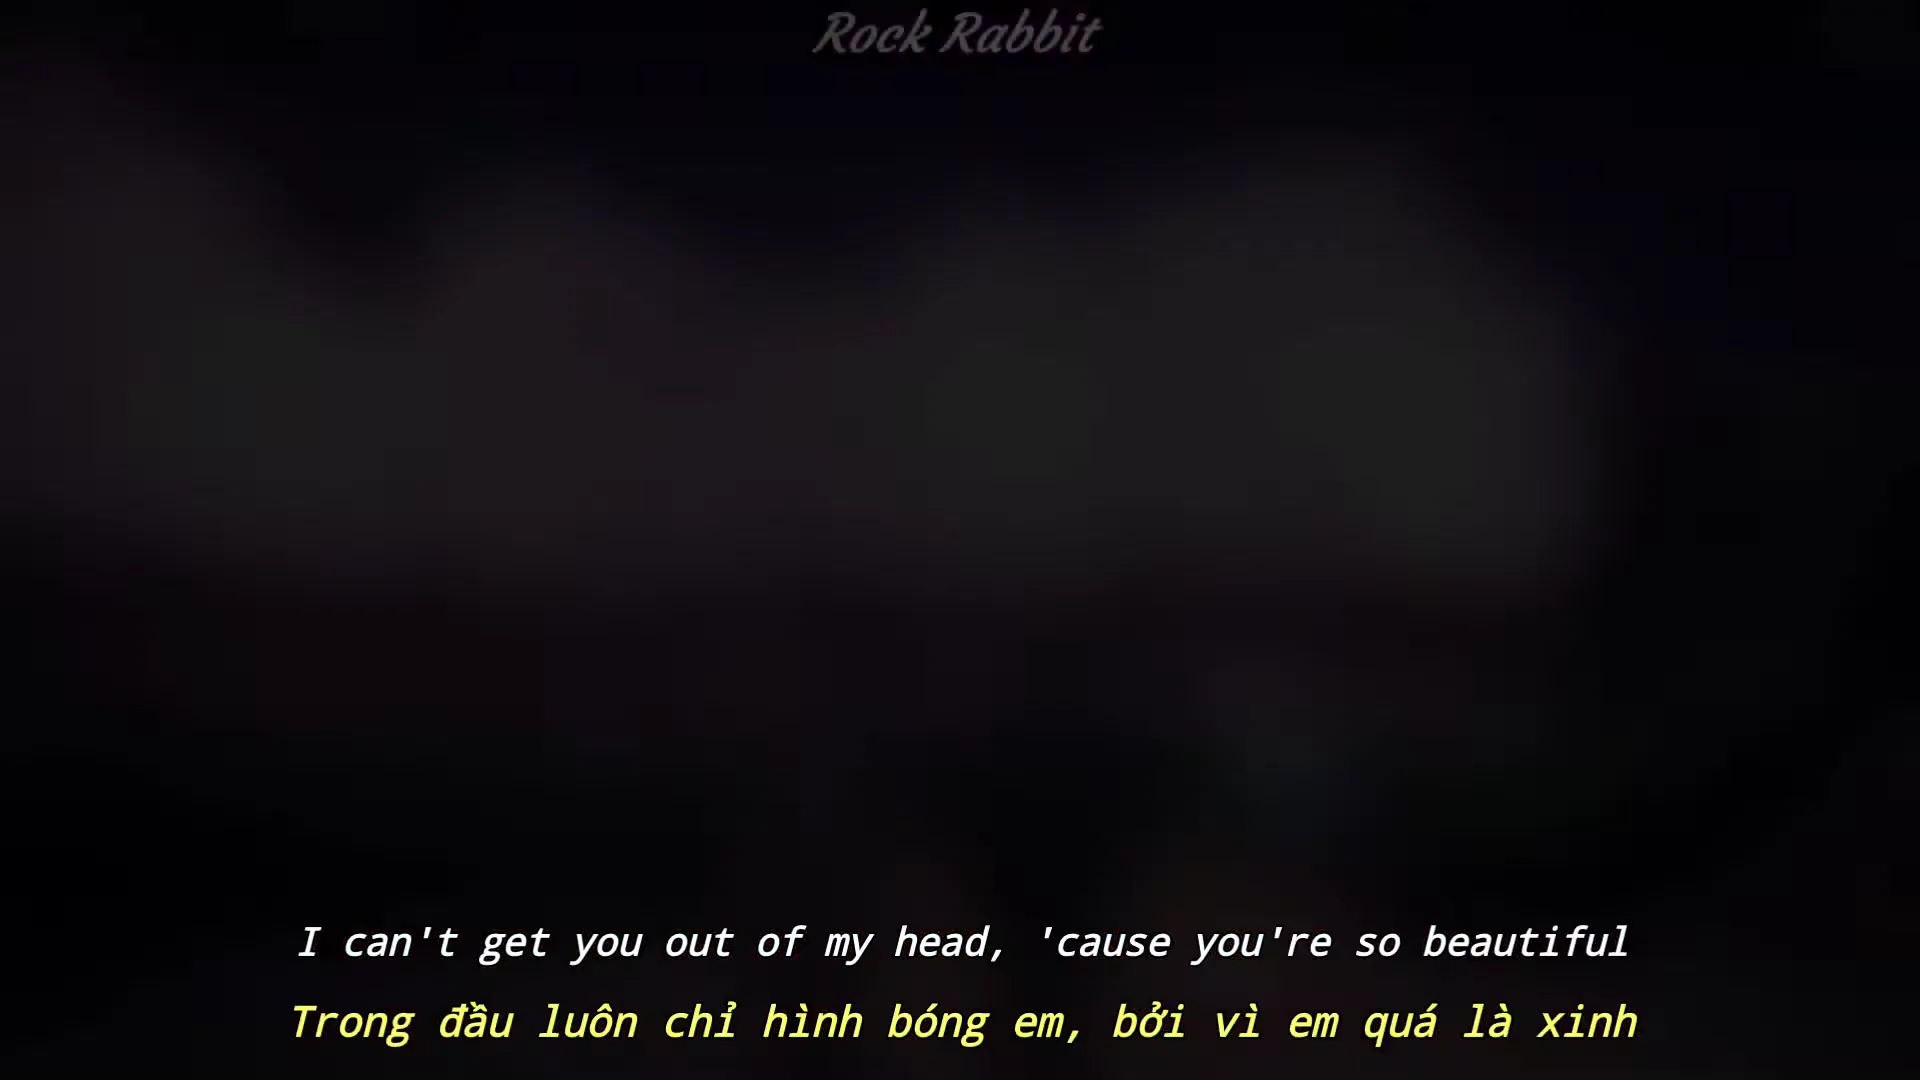 Rock Rabbit
I can't get you out of my head, 'cause you're so beautiful
Trong đầu luôn chỉ hình bóng em, bởi vì em quá là xinh